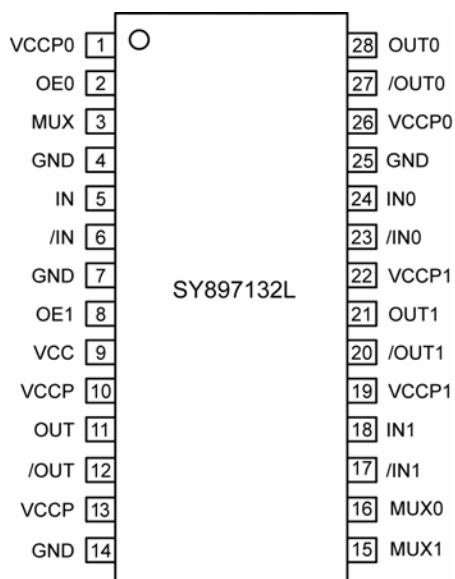 VCCP0 1 28 OUT0
OE0 2 27 /OUT0
MUX 3 26 VCCP0
GND 4 25 GND
IN 5 24 IN0
/IN 6 23 /IN0
GND 7 22 VCCP1
SY897132L
OE1 8 21 OUT1
VCC 9 20 /OUT1
VCCP 10 19 VCCP1
OUT 11 18 IN1
/OUT 12 17 /IN1
VCCP 13 16 MUX0
GND 14 15 MUX1